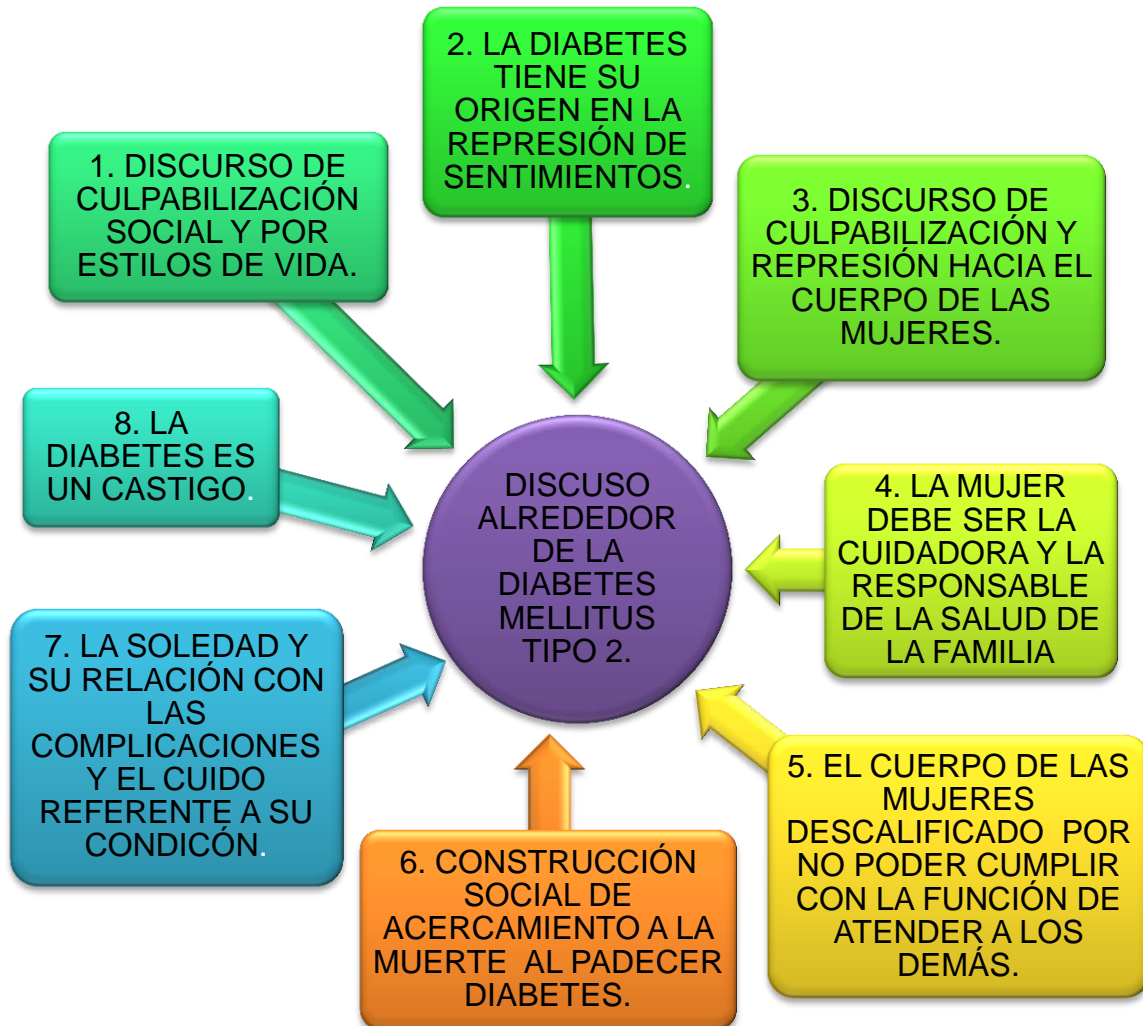 1. DISCURSO DE
CULPABILIZACIÓN
SOCIAL Y POR
ESTILOS DE VIDA.
2. LA DIABETES
TIENE SU
ORIGEN EN LA
REPRESIÓN DE
SENTIMIENTOS.
3. DISCURSO DE
CULPABILIZACIÓN Y
REPRESIÓN HACIA EL
CUERPO DE LAS
MUJERES.
4. LA MUJER
DEBE SER LA
CUIDADORA Y LA
RESPONSABLE
DE LA SALUD DE
LA FAMILIA
5. EL CUERPO DE LAS
MUJERES
DESCALIFICADO POR
NO PODER CUMPLIR
CON LA FUNCIÓN DE
ATENDER A LOS
DEMÁS.
6. CONSTRUCCIÓN
SOCIAL DE
ACERCAMIENTO A LA
MUERTE AL PADECER
DIABETES.
7. LA SOLEDAD Y
SU RELACIÓN CON
LAS
COMPLICACIONES
Y EL CUIDO
REFERENTE A SU
CONDICÓN.
8. LA
DIABETES ES
UN CASTIGO.
DISCUSO
ALREDEDOR
DE LA
DIABETES
MELLITUS
TIPO 2.